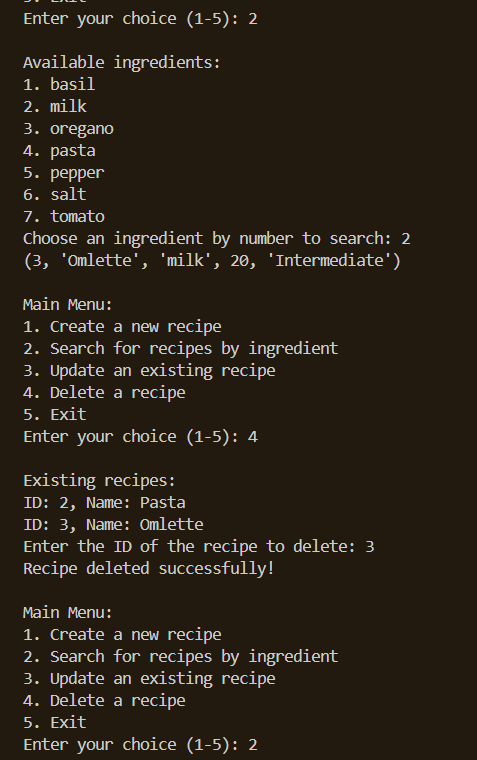 5. Exit
Enter your choice (1-5): 2
Available ingredients:
1. basil
2. milk
3. oregano
4. pasta
5. pepper
6. salt
7. tomato
Choose an ingredient by number to search: 2
(3, 'Omlette', 'milk', 20, 'Intermediate')
Main Menu:
1. Create a new recipe
2. Search for recipes by ingredient
3. Update an existing recipe
4. Delete a recipe
5. Exit
Enter your choice (1-5): 4
Existing recipes:
ID: 2, Name: Pasta
ID: 3, Name: Omlette
Enter the ID of the recipe to delete: 3
Recipe deleted successfully!
Main Menu:
1. Create a new recipe
2. Search for recipes by ingredient
3. Update an existing recipe
4. Delete a recipe
5. Exit
Enter your choice (1-5): 2